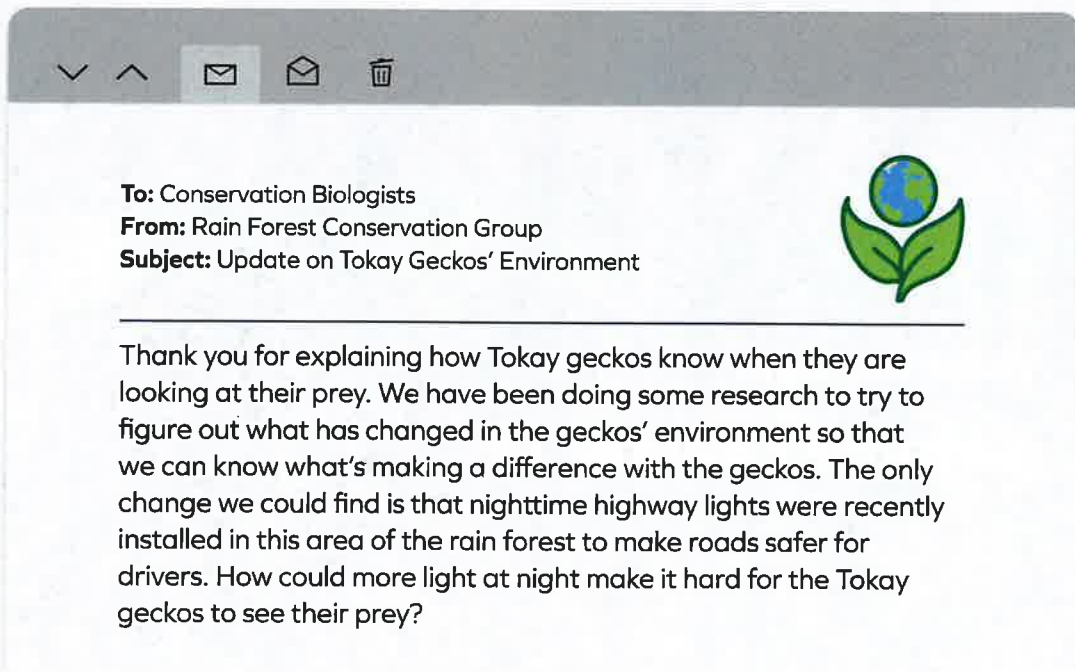 To: Conservation Biologists
From: Rain Forest Conservation Group
Subject: Update on Tokay Geckos' Environment
Thank you for explaining how Tokay geckos know when they are
looking at their prey. We have been doing some research to try to
figure out what has changed in the geckos' environment so that
we can know what's making a difference with the geckos. The only
change we could find is that nighttime highway lights were recently
installed in this area of the rain forest to make roads safer for
drivers. How could more light at night make it hard for the Tokay
geckos to see their prey?